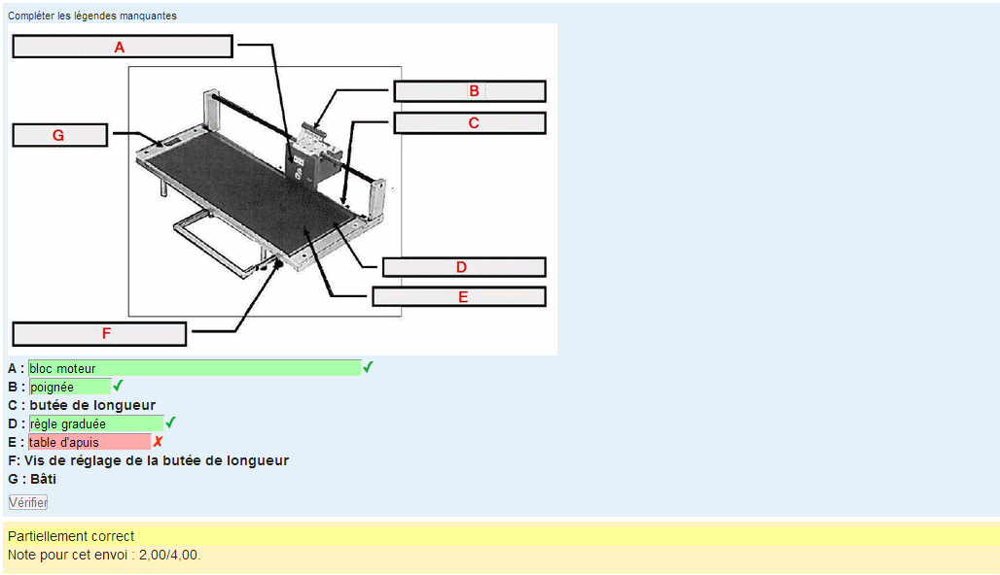 Compléter les légendes manquantes
A
B
C
G
D
E
F
A : bloc moteur
B : poignée
C : butée de longueur
D : règle graduée
E : table d'apuis
F: Vis de réglage de la butée de longueur
G : Bâti
Vérifier
Partiellement correct
Note pour cet envoi : 2,00/4,00.